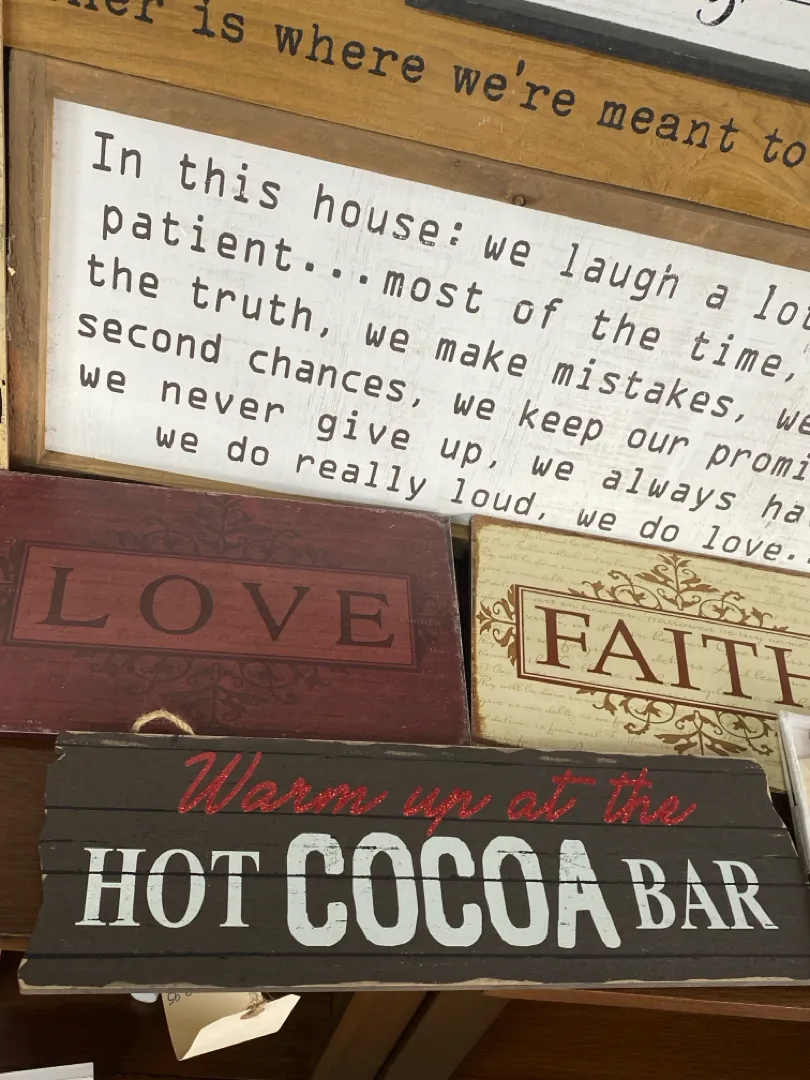 is where we're meant to
In this house: we laugh a lot
patient...most of the time,
the truth, we make mistakes, we
second chances, we keep our promi
we never give up, we always ha
we do really loud, we do love..
LOVE
FAITH
Warm up at the
HOT COCOA BAR